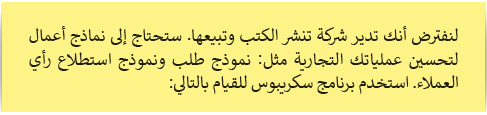 لنفترض أنك تدير شركة تنشر الكتب وتبيعها. ستحتاج إلى نماذج أعمال
لتحسين عملياتك التجارية مثل: نموذج طلب ونموذج استطلاع رأي
العملاء. استخدم برنامج سكريبوس للقيام بالتالي: